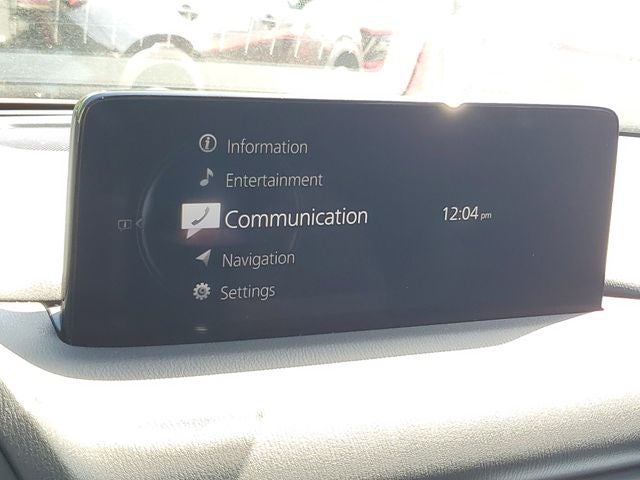 Information
Entertainment
Communication
12:04 pm
Navigation
Settings